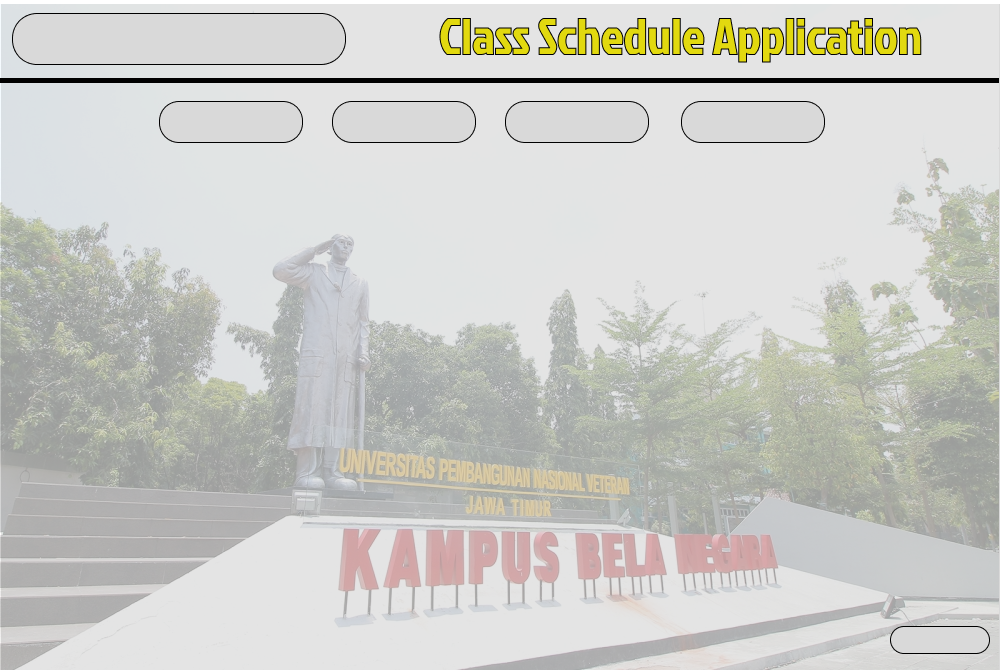 Class Schedule Application
UNIVERSITAS PEMBANGUNAN NASIONAL VETERAN
JAWA TIMUR
KAMPUS BELA NEGARA